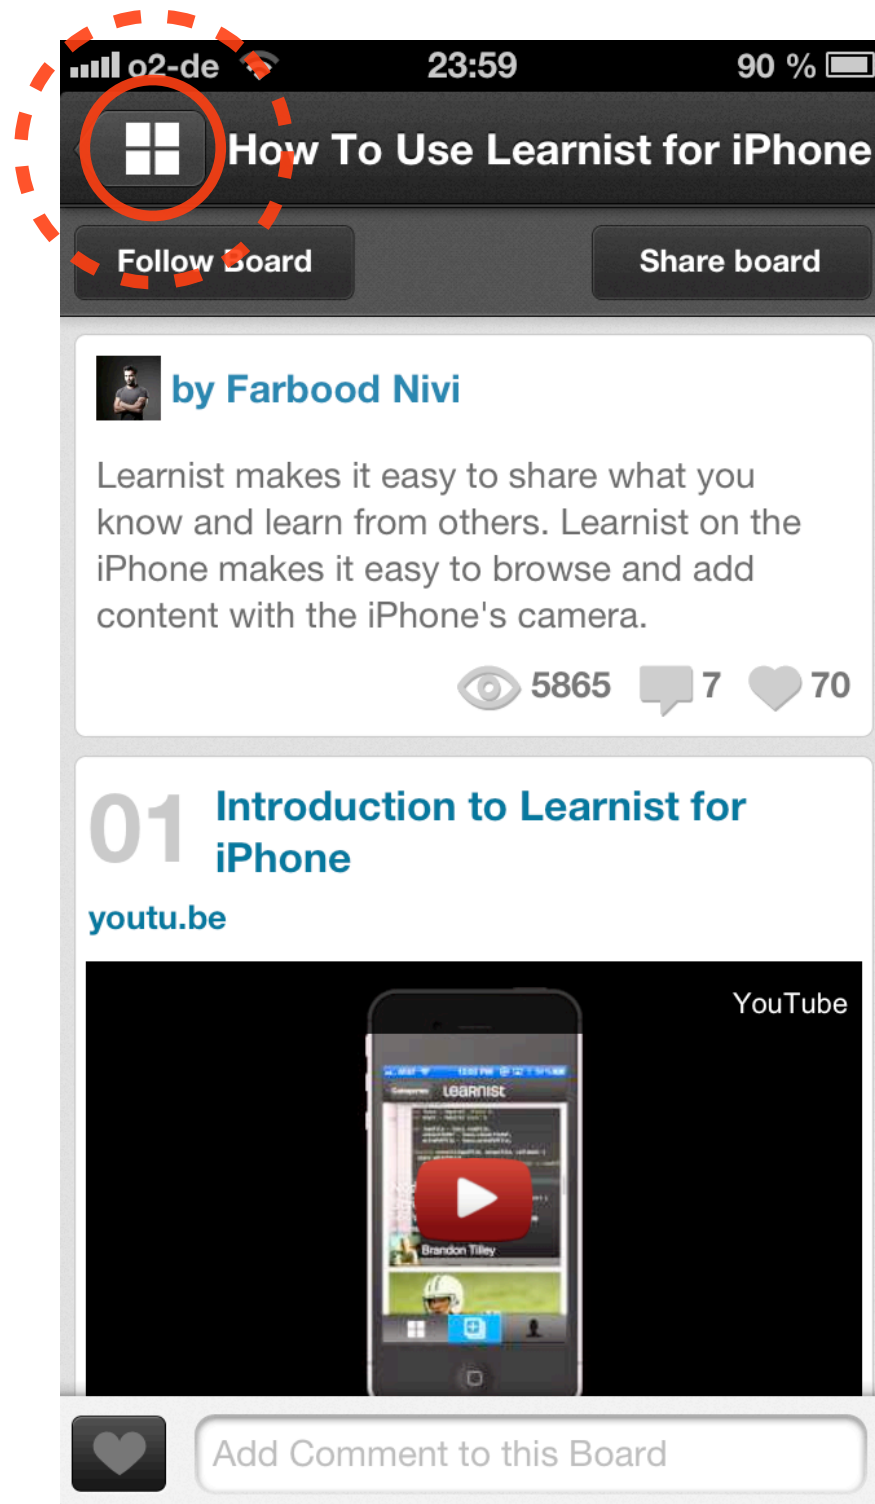 o2-de 23:59 90 %
How To Use Learnist for iPhone
Follow Board Share board
by Farbood Nivi
Learnist makes it easy to share what you
know and learn from others. Learnist on the
iPhone makes it easy to browse and add
content with the iPhone's camera.
5865 7 70
01 Introduction to Learnist for
iPhone
youtu.be
YouTube
Categories LEARNIST
Brandon Tilley
Add Comment to this Board